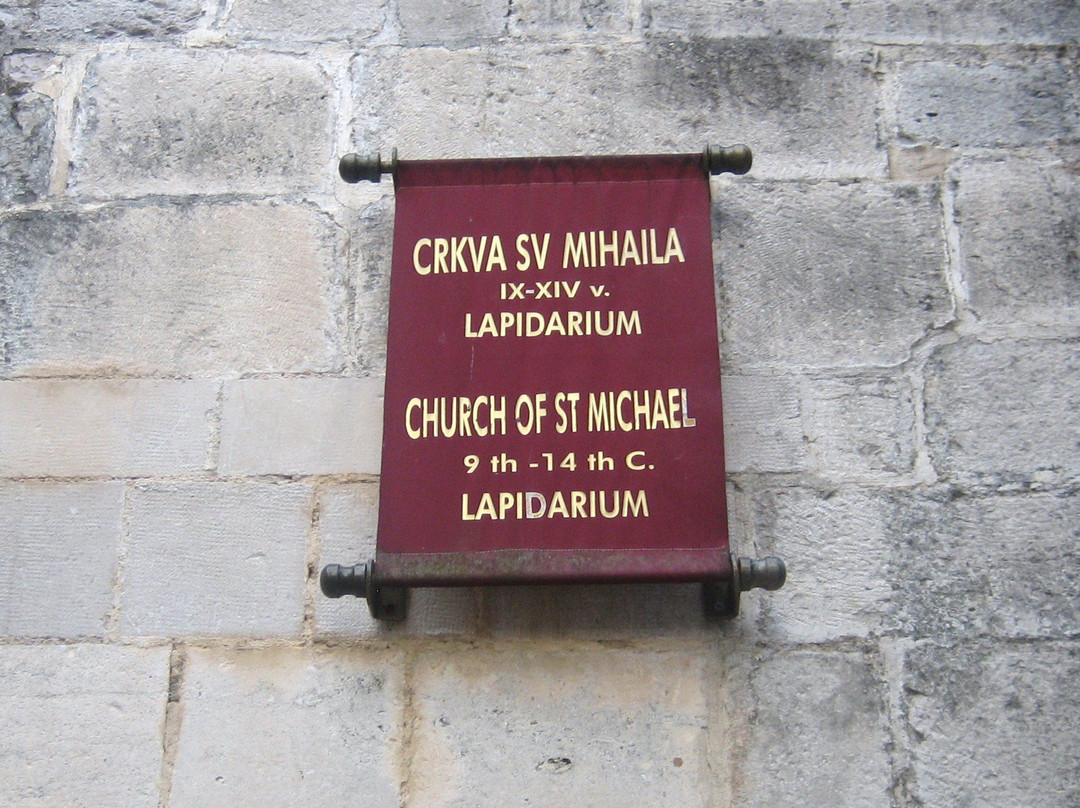 CRKVA SV MIHAILA
IX-XIV v.
LAPIDARIUM
CHURCH OF ST MICHAEL
9 th -14 th C.
LAPIDARIUM